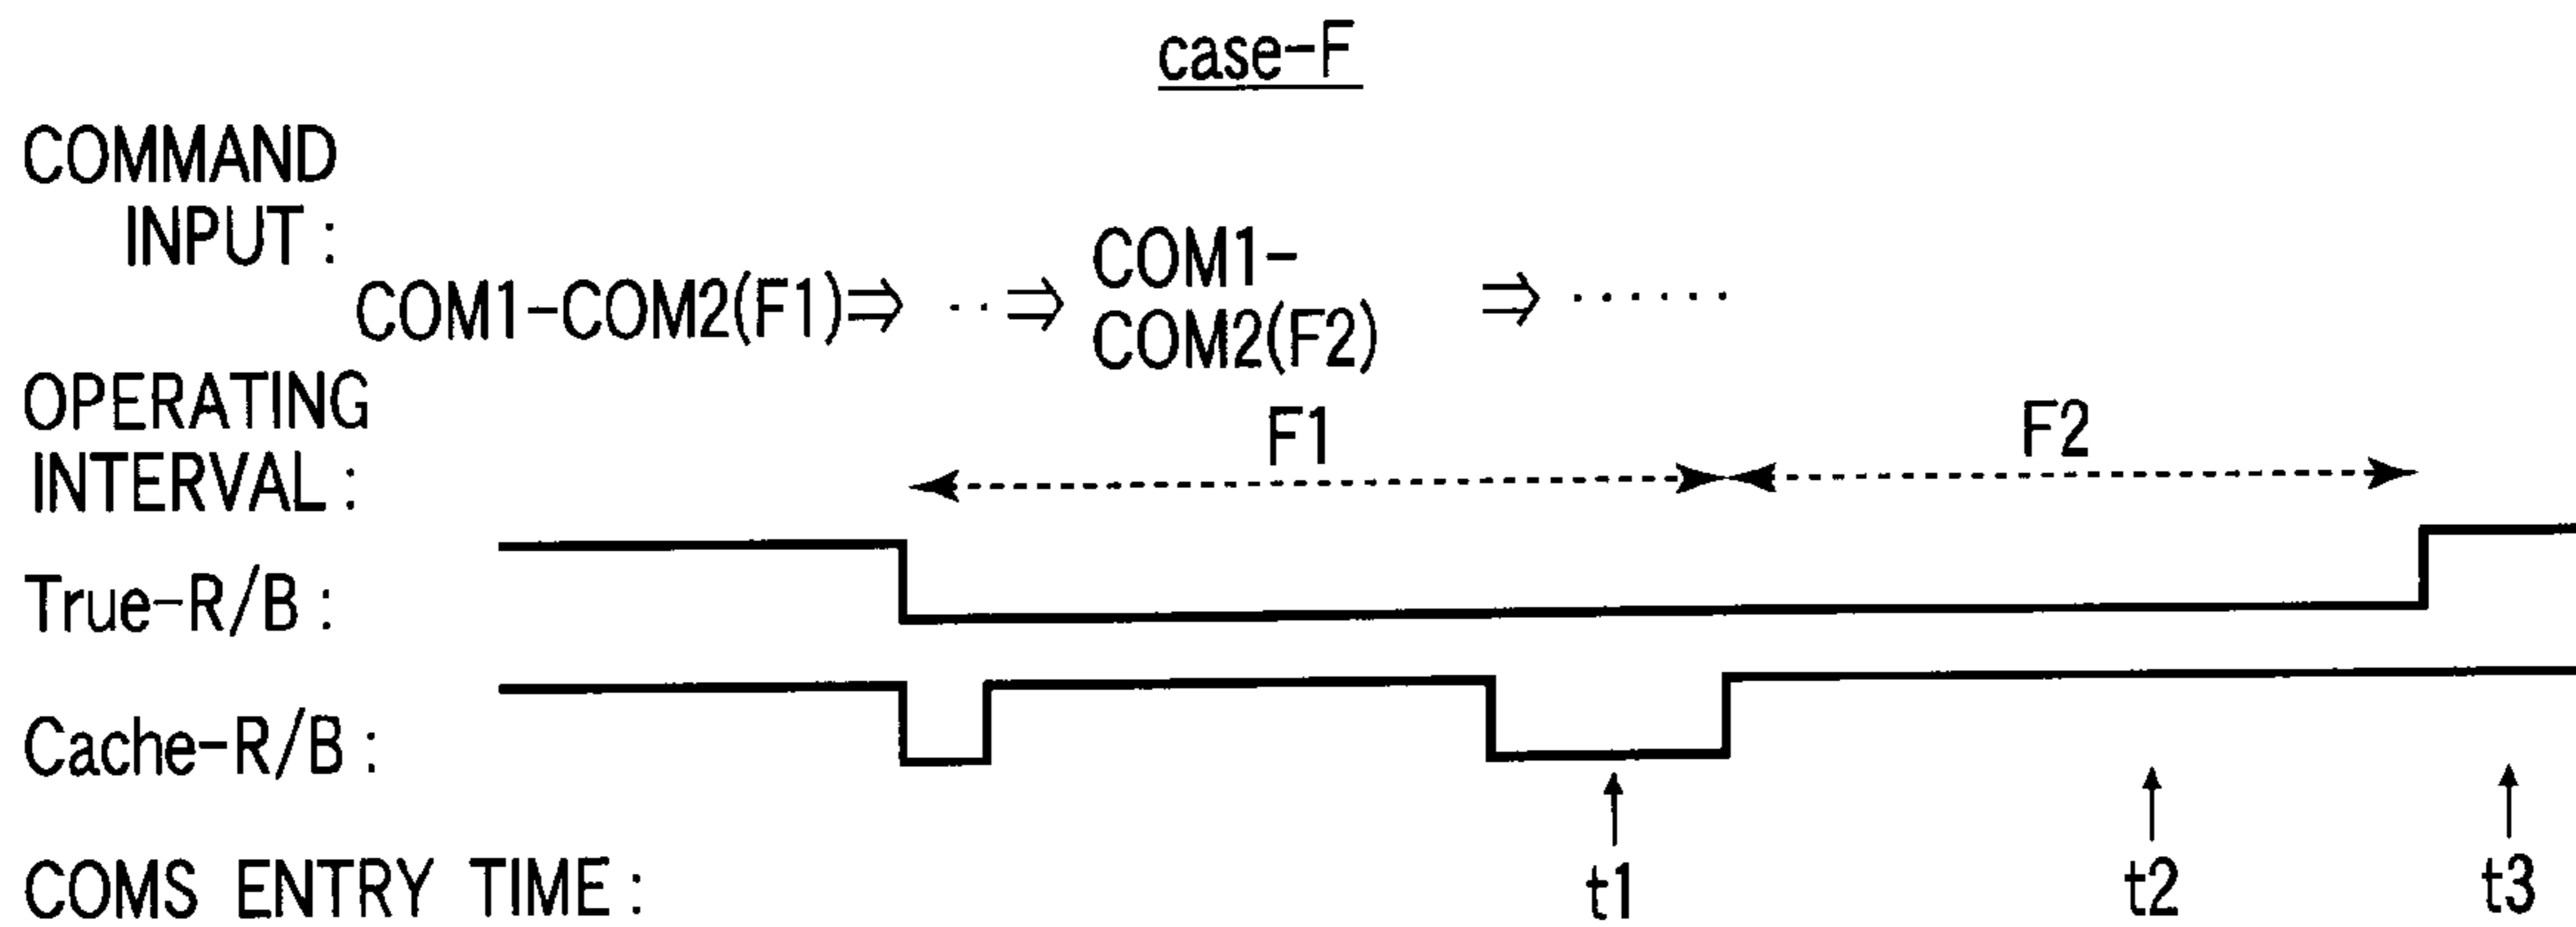 case-F
COMMAND
INPUT :
COM1-COM2(F1)⇒ ‥⇒ COM1-
COM2(F2) ⇒ ······
OPERATING
INTERVAL :
F1 F2
True-R/B :
Cache-R/B :
COMS ENTRY TIME : t1 t2 t3